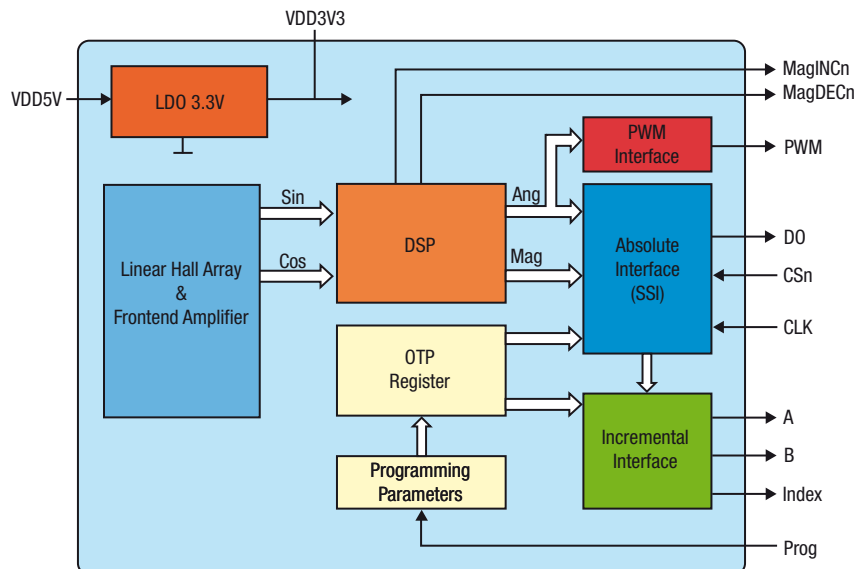 VDD3V3
VDD5V
LDO 3.3V
MagINCn
MagDECn
PWM
Interface
PWM
Linear Hall Array
&
Frontend Amplifier
Sin
Cos
DSP
Ang
Mag
Absolute
Interface
(SSI)
DO
CSn
CLK
OTP
Register
Programming
Parameters
Incremental
Interface
A
B
Index
Prog